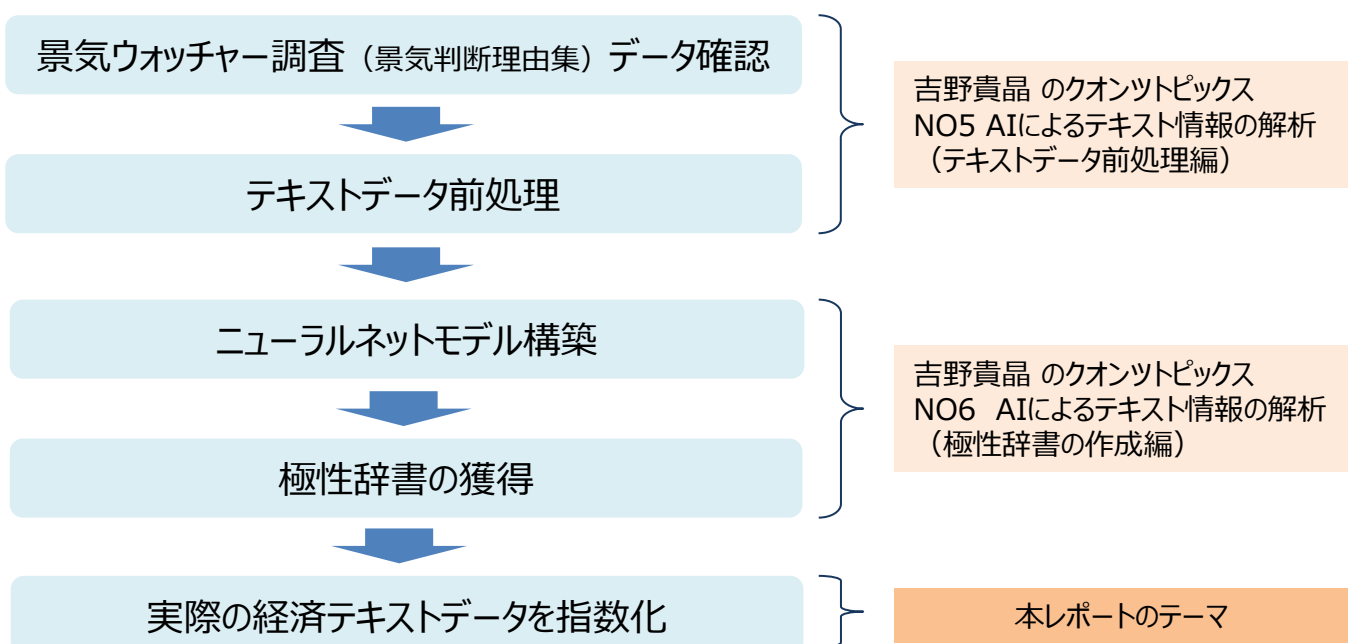 景気ウォッチャー調査（景気判断理由集）データ確認
吉野貴晶 のクオンツトピックス
NO5 AIによるテキスト情報の解析
（テキストデータ前処理編）
テキストデータ前処理
ニューラルネットモデル構築
吉野貴晶 のクオンツトピックス
NO6 AIによるテキスト情報の解析
（極性辞書の作成編）
極性辞書の獲得
実際の経済テキストデータを指数化
本レポートのテーマ